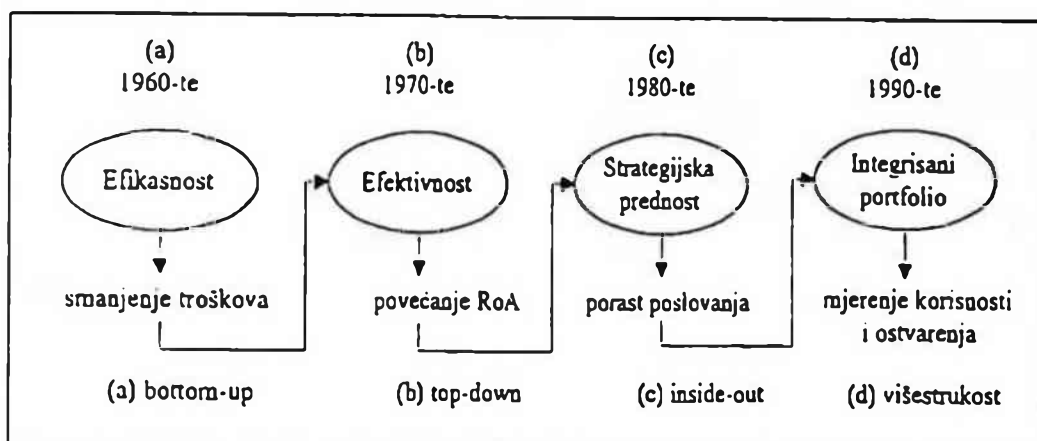 (a)
1960-te
(b)
1970-te
(c)
1980-te
(d)
1990-te
Efikasnost
Efektivnost
Strategijska
prednost
Integrisani
portfolio
smanjenje troškova
povećanje RoA
porast poslovanja
mjerenje korisnosti
i ostvarenja
(a) bottom-up
(b) top-down
(c) inside-out
(d) višestrukost